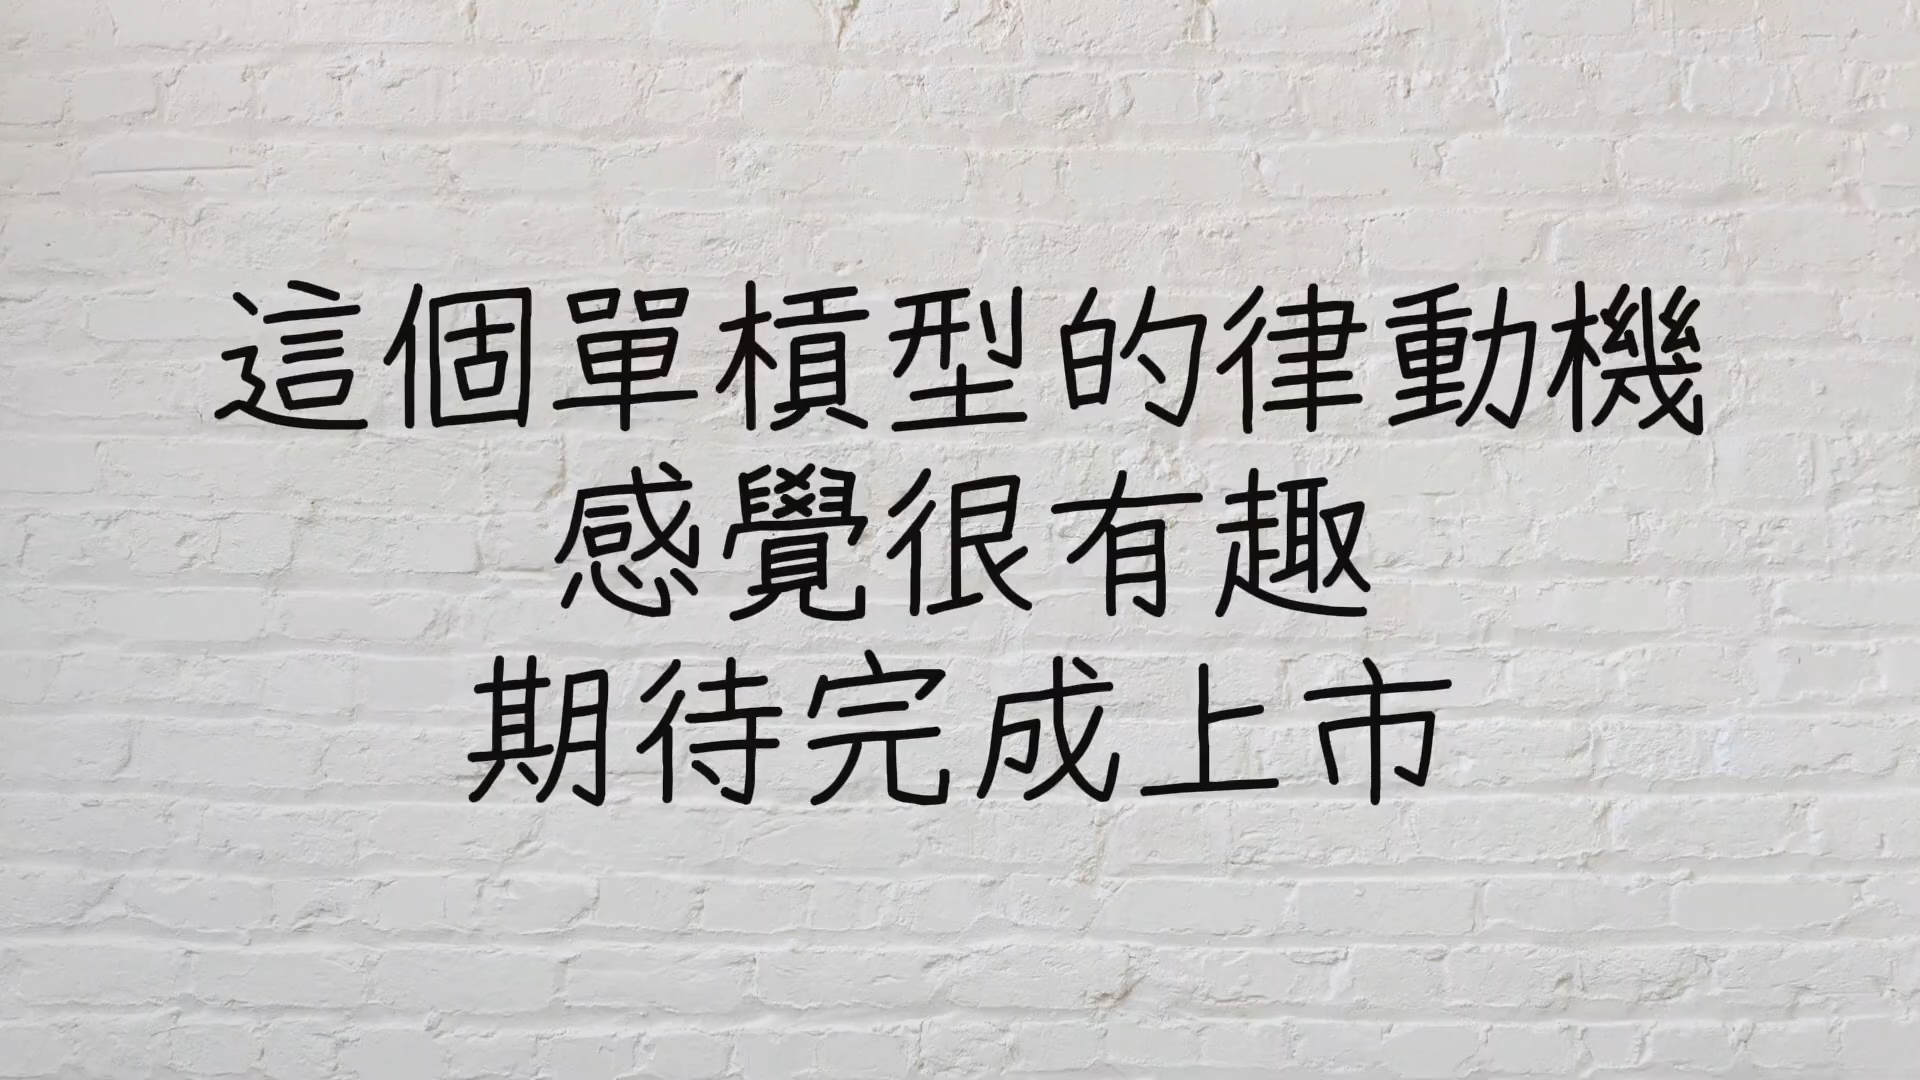 這個單槓型的律動機
感覺很有趣
期待完成上市